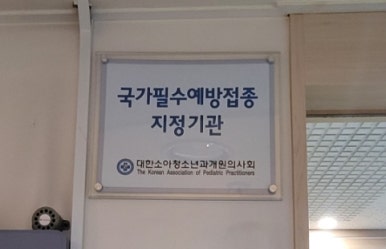 국가필수예방접종
지정기관
대한소아청소년과개원의사회
The Korean Association of Pediatric Practitioners